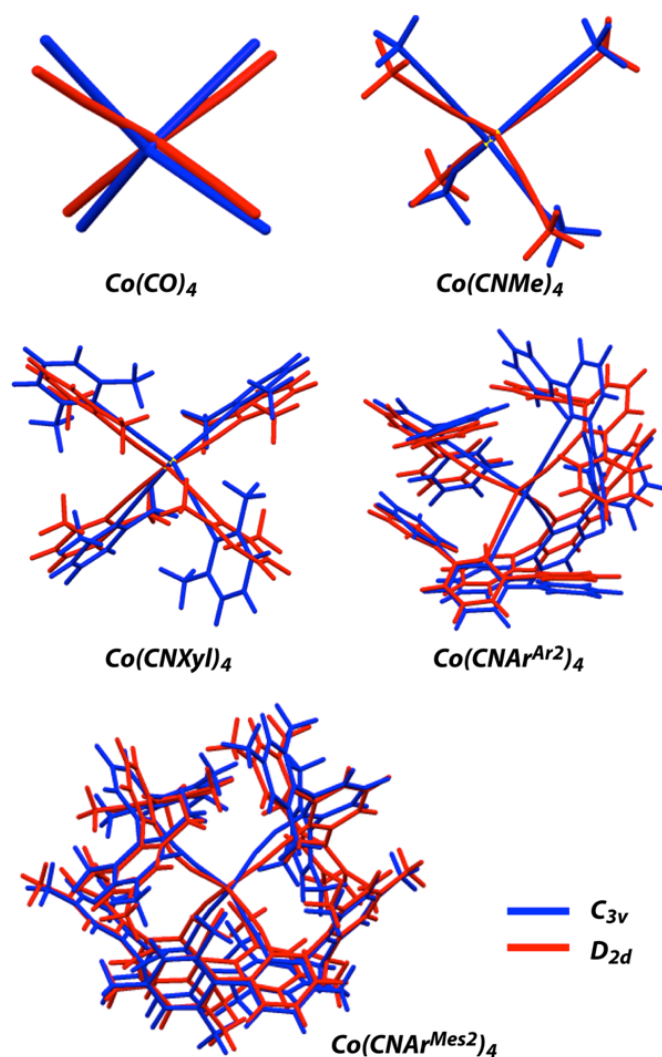 Co(CO)₄
Co(CNMe)₄
Co(CNXyl)₄
Co(CNArᴬʳ²)₄
Co(CNArᴹᵉˢ²)₄
C₃ᵥ
D₂d